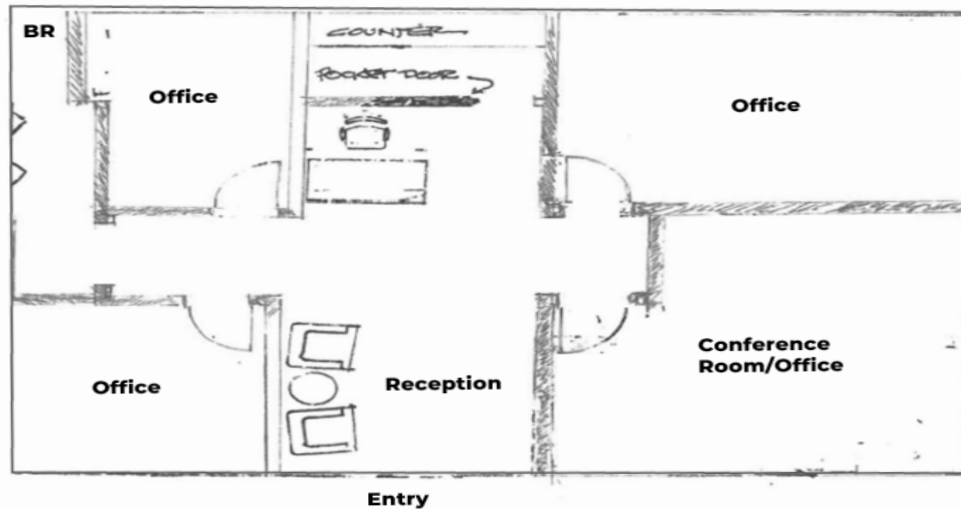 BR
COUNTER
Office
POCKET DOOR
Office
Office
Reception
Conference
Room/Office
Entry